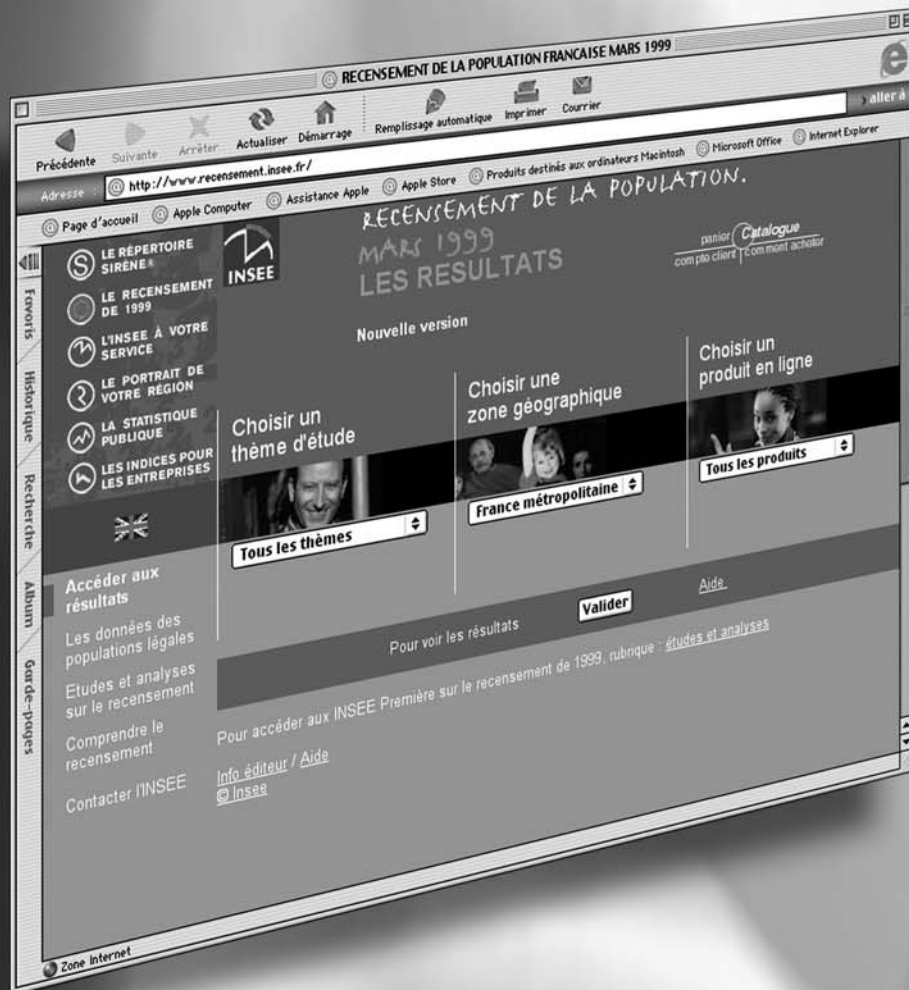 RECENSEMENT DE LA POPULATION FRANCAISE MARS 1999
Précédente
Suivante
Arrêter
Actualiser
Démarrage
Remplissage automatique
Imprimer
Courrier
Adresse :
http://www.recensement.insee.fr/
aller à
Page d'accueil
Apple Computer
Assistance Apple
Apple Store
Produits destinés aux ordinateurs Macintosh
Microsoft Office
Internet Explorer
Favoris
Historique
Recherche
Album
Garde-pages
LE RÉPERTOIRE
SIRÈNE®
LE RECENSEMENT
DE 1999
L'INSEE À VOTRE
SERVICE
LE PORTRAIT DE
VOTRE RÉGION
LA STATISTIQUE
PUBLIQUE
LES INDICES POUR
LES ENTREPRISES
INSEE
RECENSEMENT DE LA POPULATION.
MARS 1999
LES RESULTATS
panier
Catalogue
compte client
comment acheter
Nouvelle version
Choisir un
thème d'étude
Tous les thèmes
Choisir une
zone géographique
France métropolitaine
Choisir un
produit en ligne
Tous les produits
Accéder aux
résultats
Les données des
populations légales
Etudes et analyses
sur le recensement
Comprendre le
recensement
Contacter l'INSEE
Pour voir les résultats
Valider
Aide
Pour accéder aux INSEE Première sur le recensement de 1999, rubrique : études et analyses
Info éditeur / Aide
© Insee
Zone Internet